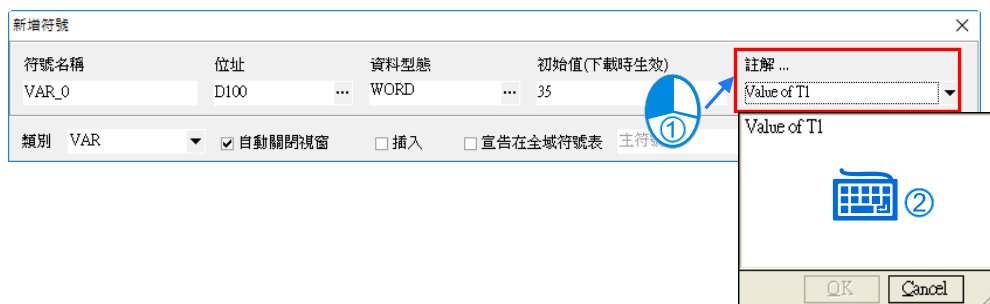 新增符號
符號名稱 位址 資料型態 初始值(下載時生效) 註解 ...
VAR_0 D100 ... WORD ... 35 Value of T1
類別 VAR 自動關閉視窗 插入 宣告在全域符號表 主符號
Value of T1
①
②
OK Cancel